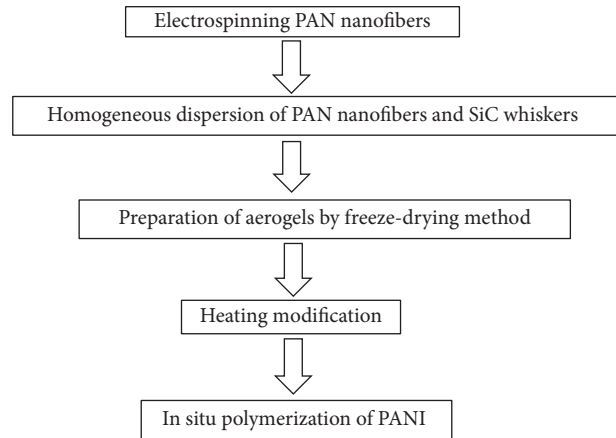 Electrospinning PAN nanofibers
Homogeneous dispersion of PAN nanofibers and SiC whiskers
Preparation of aerogels by freeze-drying method
Heating modification
In situ polymerization of PANI